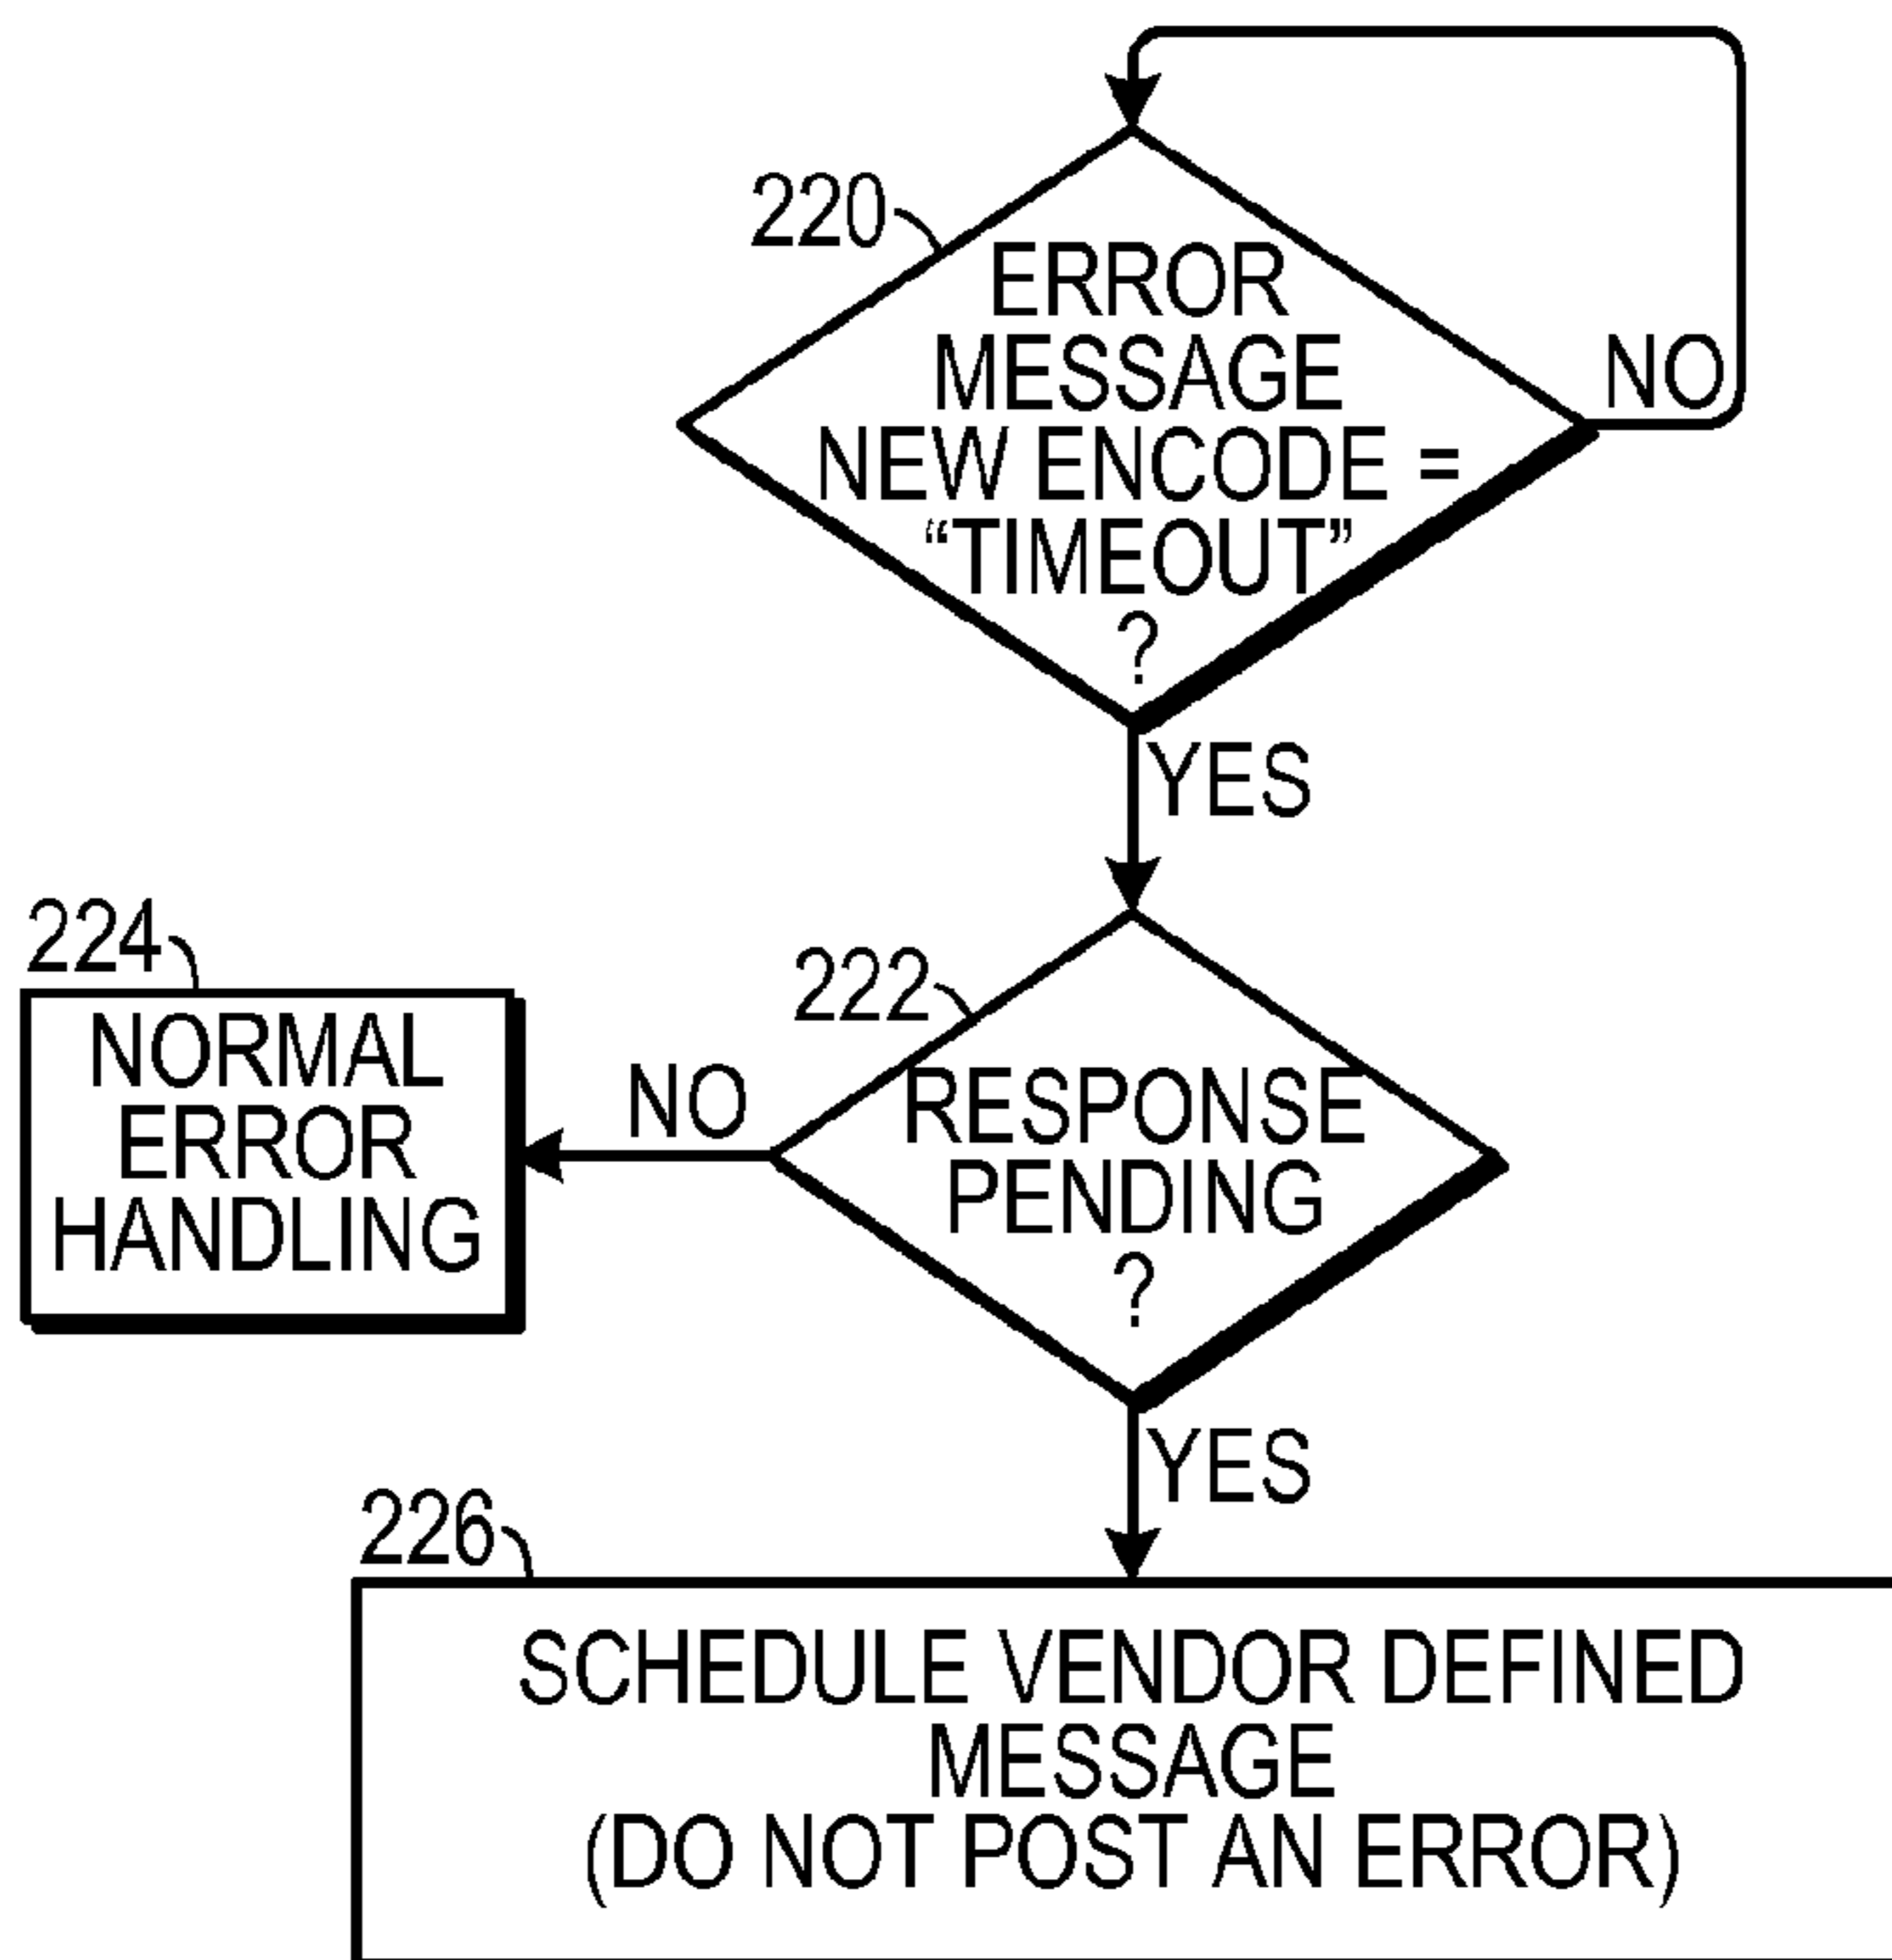 220
ERROR
MESSAGE
NEW ENCODE =
“TIMEOUT”
?
NO
YES
224
NORMAL
ERROR
HANDLING
NO
222
RESPONSE
PENDING
?
YES
226
SCHEDULE VENDOR DEFINED
MESSAGE
(DO NOT POST AN ERROR)